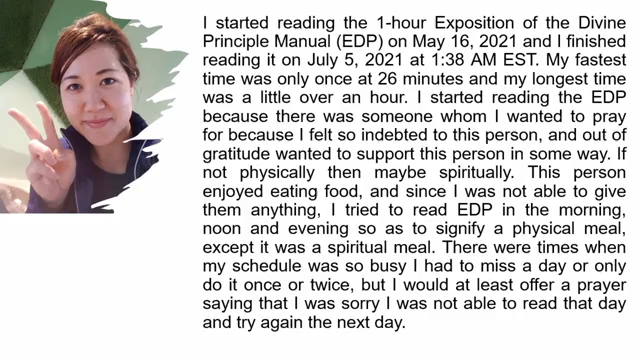 I started reading the 1-hour Exposition of the Divine
Principle Manual (EDP) on May 16, 2021 and I finished
reading it on July 5, 2021 at 1:38 AM EST. My fastest
time was only once at 26 minutes and my longest time
was a little over an hour. I started reading the EDP
because there was someone whom I wanted to pray
for because I felt so indebted to this person, and out of
gratitude wanted to support this person in some way. If
not physically then maybe spiritually. This person
enjoyed eating food, and since I was not able to give
them anything, I tried to read EDP in the morning,
noon and evening so as to signify a physical meal,
except it was a spiritual meal. There were times when
my schedule was so busy I had to miss a day or only
do it once or twice, but I would at least offer a prayer
saying that I was sorry I was not able to read that day
and try again the next day.